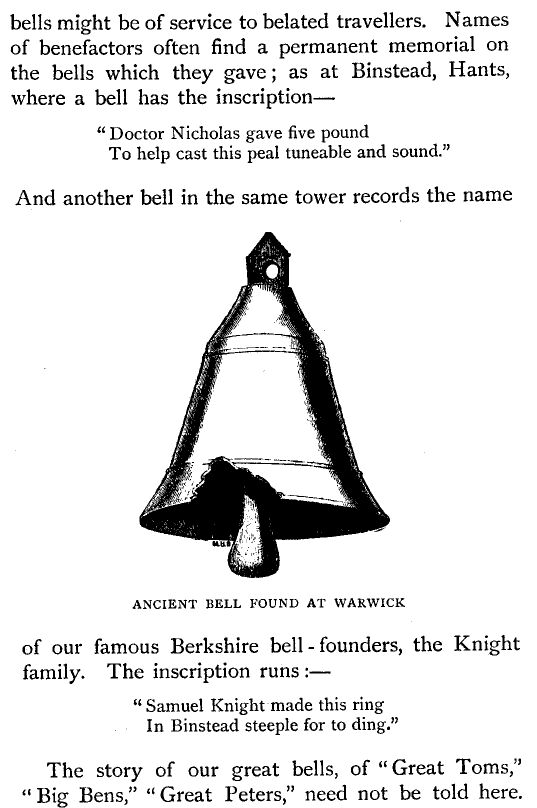 bells might be of service to belated travellers. Names
of benefactors often find a permanent memorial on
the bells which they gave; as at Binstead, Hants,
where a bell has the inscription—
"Doctor Nicholas gave five pound
To help cast this peal tuneable and sound."
And another bell in the same tower records the name
ANCIENT BELL FOUND AT WARWICK
of our famous Berkshire bell-founders, the Knight
family. The inscription runs:—
"Samuel Knight made this ring
In Binstead steeple for to ding."
The story of our great bells, of "Great Toms,"
"Big Bens," "Great Peters," need not be told here.